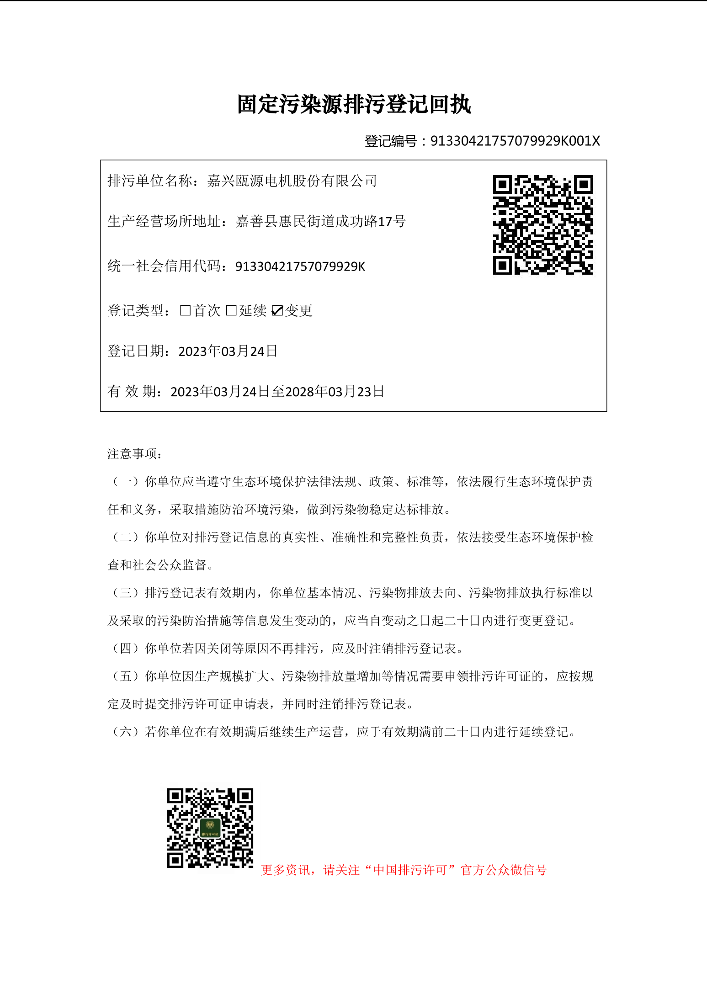 固定污染源排污登记回执
登记编号：91330421757079929K001X
排污单位名称：嘉兴瓯源电机股份有限公司
生产经营场所地址：嘉善县惠民街道成功路17号
统一社会信用代码：91330421757079929K
登记类型：☐首次 ☐延续 ☑变更
登记日期：2023年03月24日
有 效 期：2023年03月24日至2028年03月23日
注意事项：
（一）你单位应当遵守生态环境保护法律法规、政策、标准等，依法履行生态环境保护责
任和义务，采取措施防治环境污染，做到污染物稳定达标排放。
（二）你单位对排污登记信息的真实性、准确性和完整性负责，依法接受生态环境保护检
查和社会公众监督。
（三）排污登记表有效期内，你单位基本情况、污染物排放去向、污染物排放执行标准以
及采取的污染防治措施等信息发生变动的，应当自变动之日起二十日内进行变更登记。
（四）你单位若因关闭等原因不再排污，应及时注销排污登记表。
（五）你单位因生产规模扩大、污染物排放量增加等情况需要申领排污许可证的，应按规
定及时提交排污许可证申请表，并同时注销排污登记表。
（六）若你单位在有效期满后继续生产运营，应于有效期满前二十日内进行延续登记。
排污许可证
更多资讯，请关注“中国排污许可”官方公众微信号